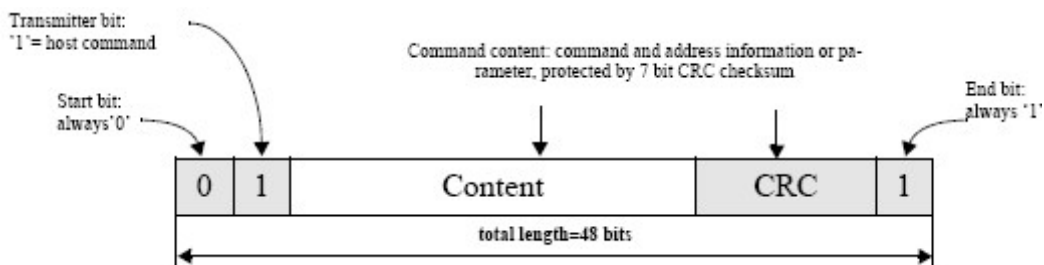 Transmitter bit:
"1"= host command
Command content: command and address information or pa-
rameter, protected by 7 bit CRC checksum
Start bit:
always"0"
End bit:
always "1"
0 1 Content CRC 1
total length=48 bits